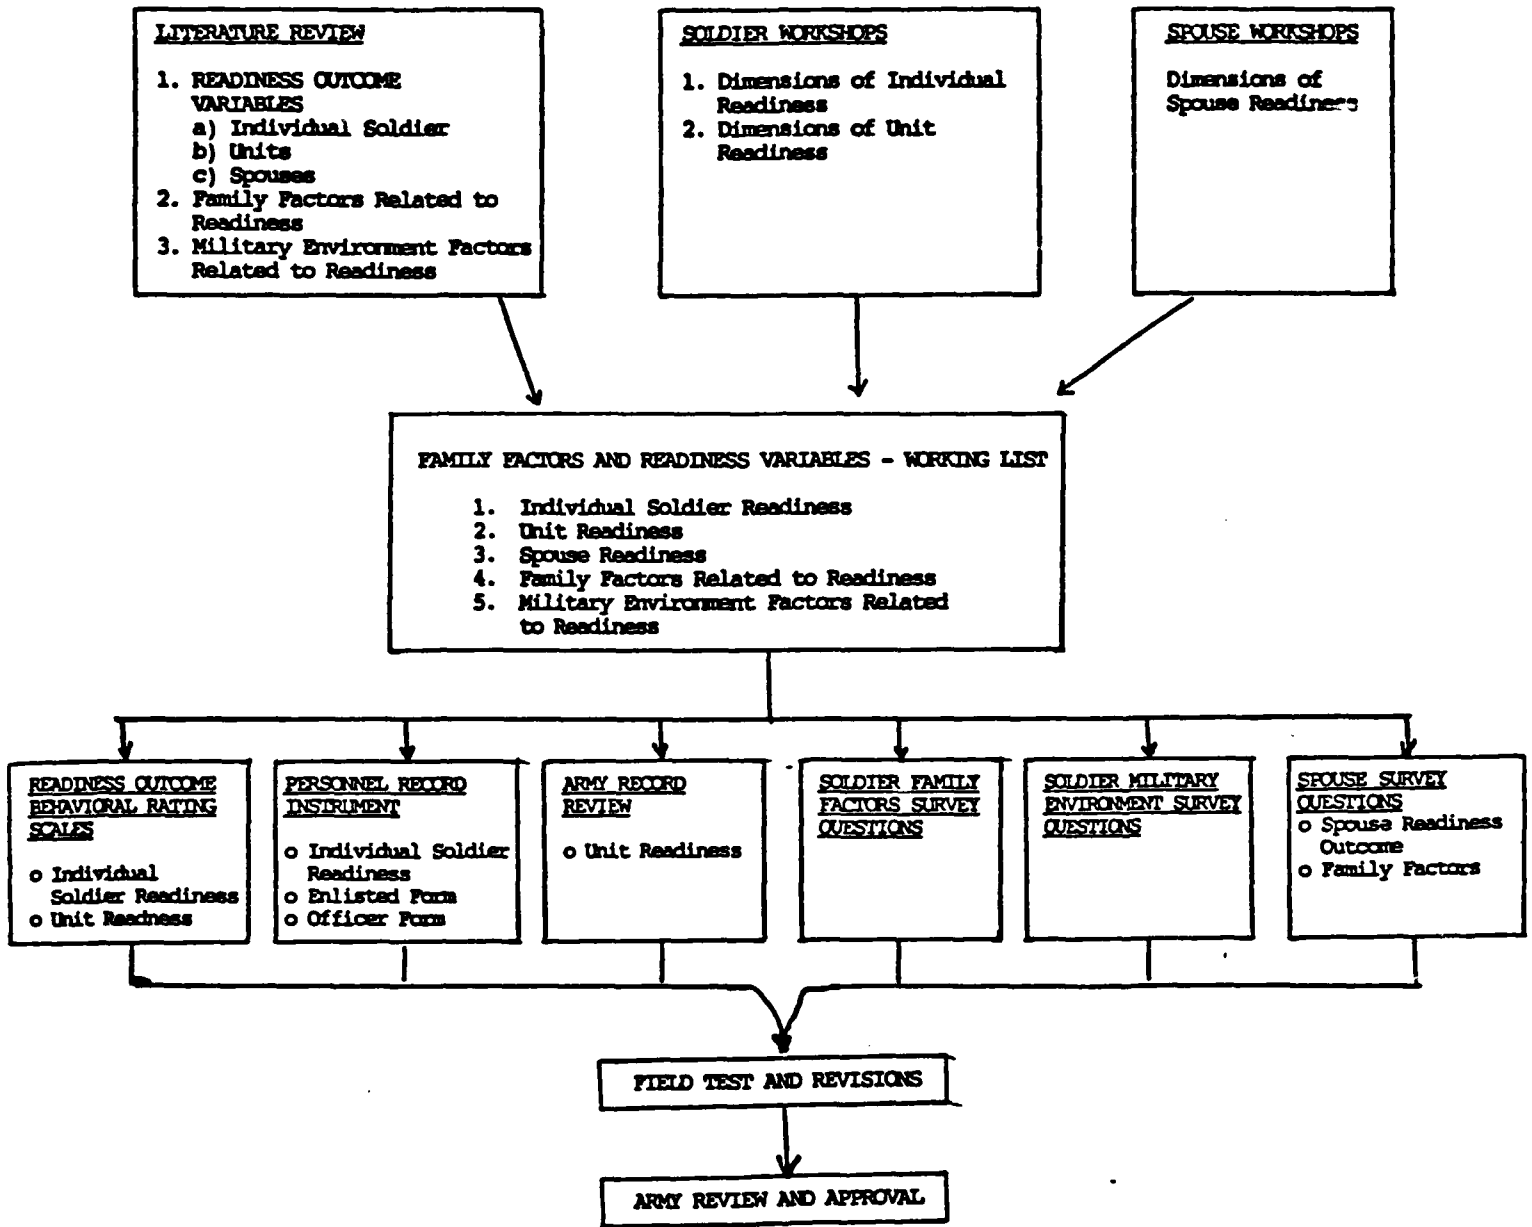 LITERATURE REVIEW
1. READINESS OUTCOME
VARIABLES
a) Individual Soldier
b) Units
c) Spouses
2. Family Factors Related to
Readiness
3. Military Environment Factors
Related to Readiness
SOLDIER WORKSHOPS
1. Dimensions of Individual
Readiness
2. Dimensions of Unit
Readiness
SPOUSE WORKSHOPS
Dimensions of
Spouse Readiness
FAMILY FACTORS AND READINESS VARIABLES - WORKING LIST
1. Individual Soldier Readiness
2. Unit Readiness
3. Spouse Readiness
4. Family Factors Related to Readiness
5. Military Environment Factors Related
to Readiness
READINESS OUTCOME
BEHAVIORAL RATING
SCALES
o Individual
Soldier Readiness
o Unit Readness
PERSONNEL RECORD
INSTRUMENT
o Individual Soldier
Readiness
o Enlisted Form
o Officer Form
ARMY RECORD
REVIEW
o Unit Readiness
SOLDIER FAMILY
FACTORS SURVEY
QUESTIONS
SOLDIER MILITARY
ENVIRONMENT SURVEY
QUESTIONS
SPOUSE SURVEY
QUESTIONS
o Spouse Readiness
Outcome
o Family Factors
FIELD TEST AND REVISIONS
ARMY REVIEW AND APPROVAL